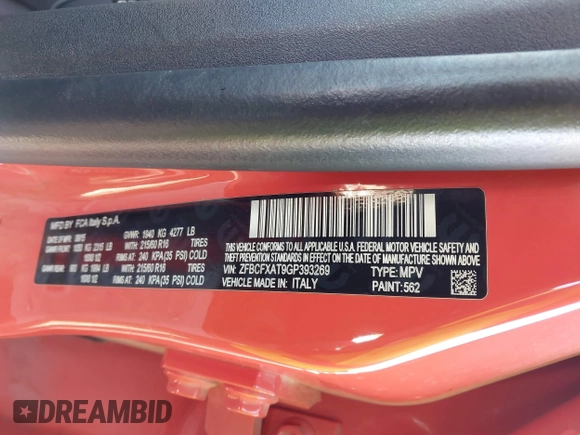 MFD BY FCA Italy S.p.A.
GVWR: 1940 KG 4277 LB
215/60 R16 TIRES
AT: 240 KPA(35 PSI) COLD
WITH: 215/60 R16 TIRES
AT: 240 KPA(35 PSI) COLD
THIS VEHICLE CONFORMS TO ALL APPLICABLE U.S.A. FEDERAL MOTOR VEHICLE SAFETY, BUMPER, AND
THEFT PREVENTION STANDARDS IN EFFECT ON THE DATE OF MANUFACTURE SHOWN ABOVE.
VIN: ZFBCFXAT9GP393269 TYPE: MPV
VEHICLE MADE IN: ITALY PAINT: 562
DREAMBID